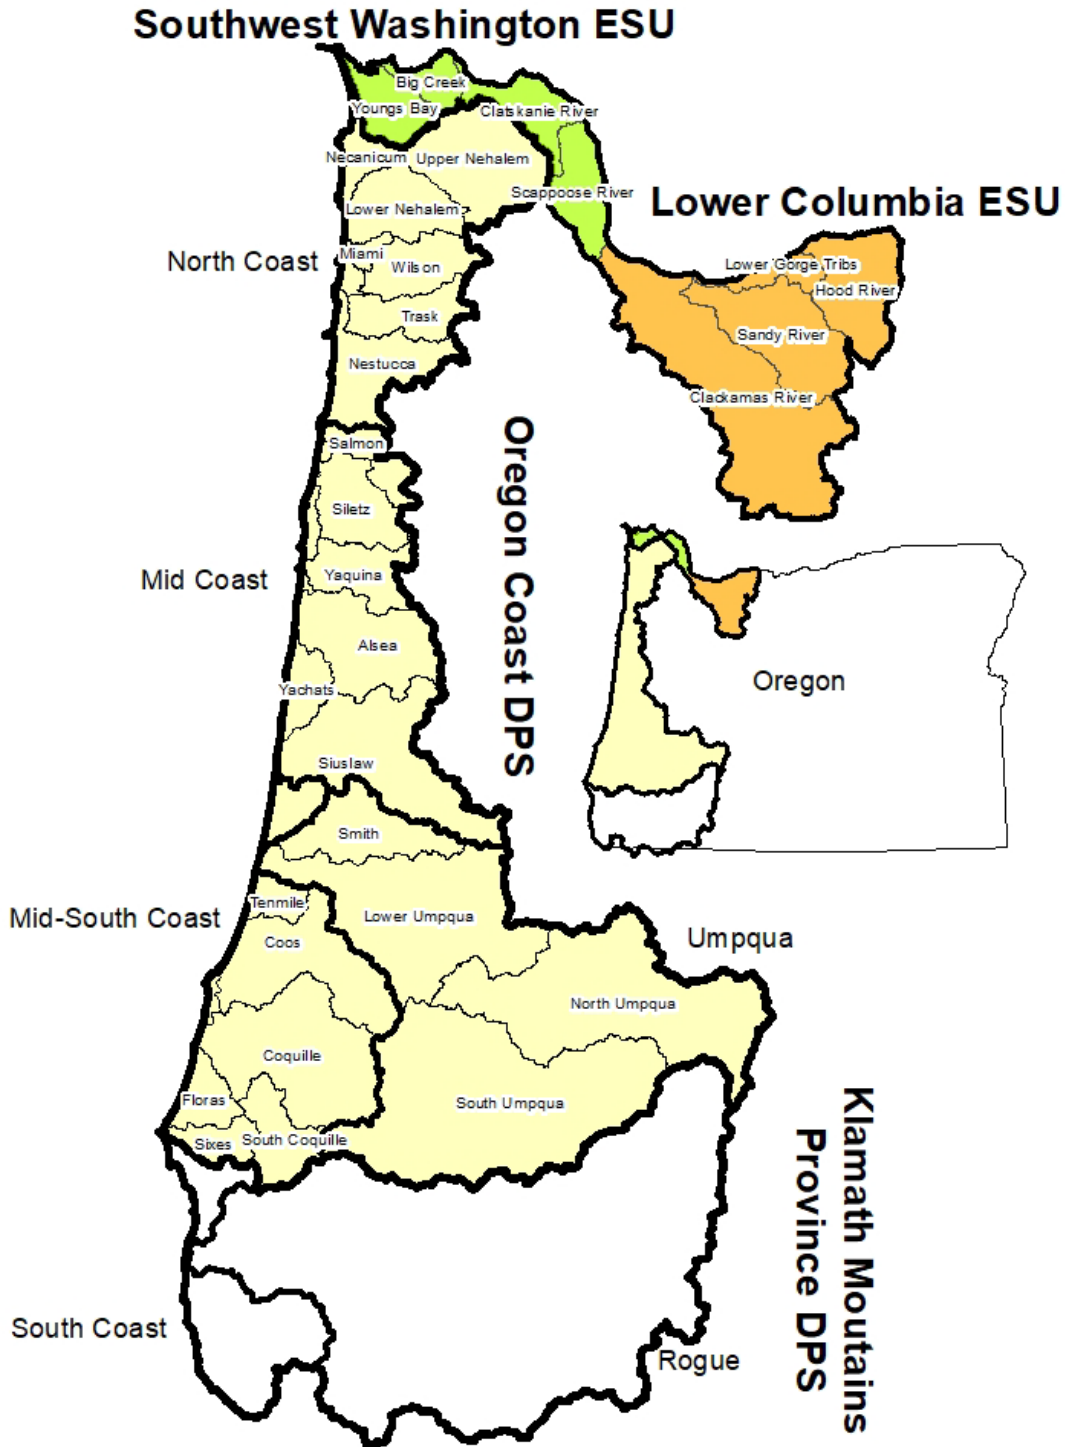 Southwest Washington ESU
Big Creek
Youngs Bay
Clatskanie River
Necanicum
Upper Nehalem
Scappoose River
Lower Columbia ESU
Lower Nehalem
North Coast
Miami
Wilson
Lower Gorge Tribs
Hood River
Trask
Sandy River
Nestucca
Clackamas River
Salmon
Oregon Coast DPS
Siletz
Mid Coast
Yaquina
Alsea
Oregon
Yachats
Siuslaw
Smith
Tenmile
Mid-South Coast
Lower Umpqua
Coos
Umpqua
North Umpqua
Coquille
Floras
South Umpqua
Sixes
South Coquille
Klamath Moutains
Province DPS
South Coast
Rogue